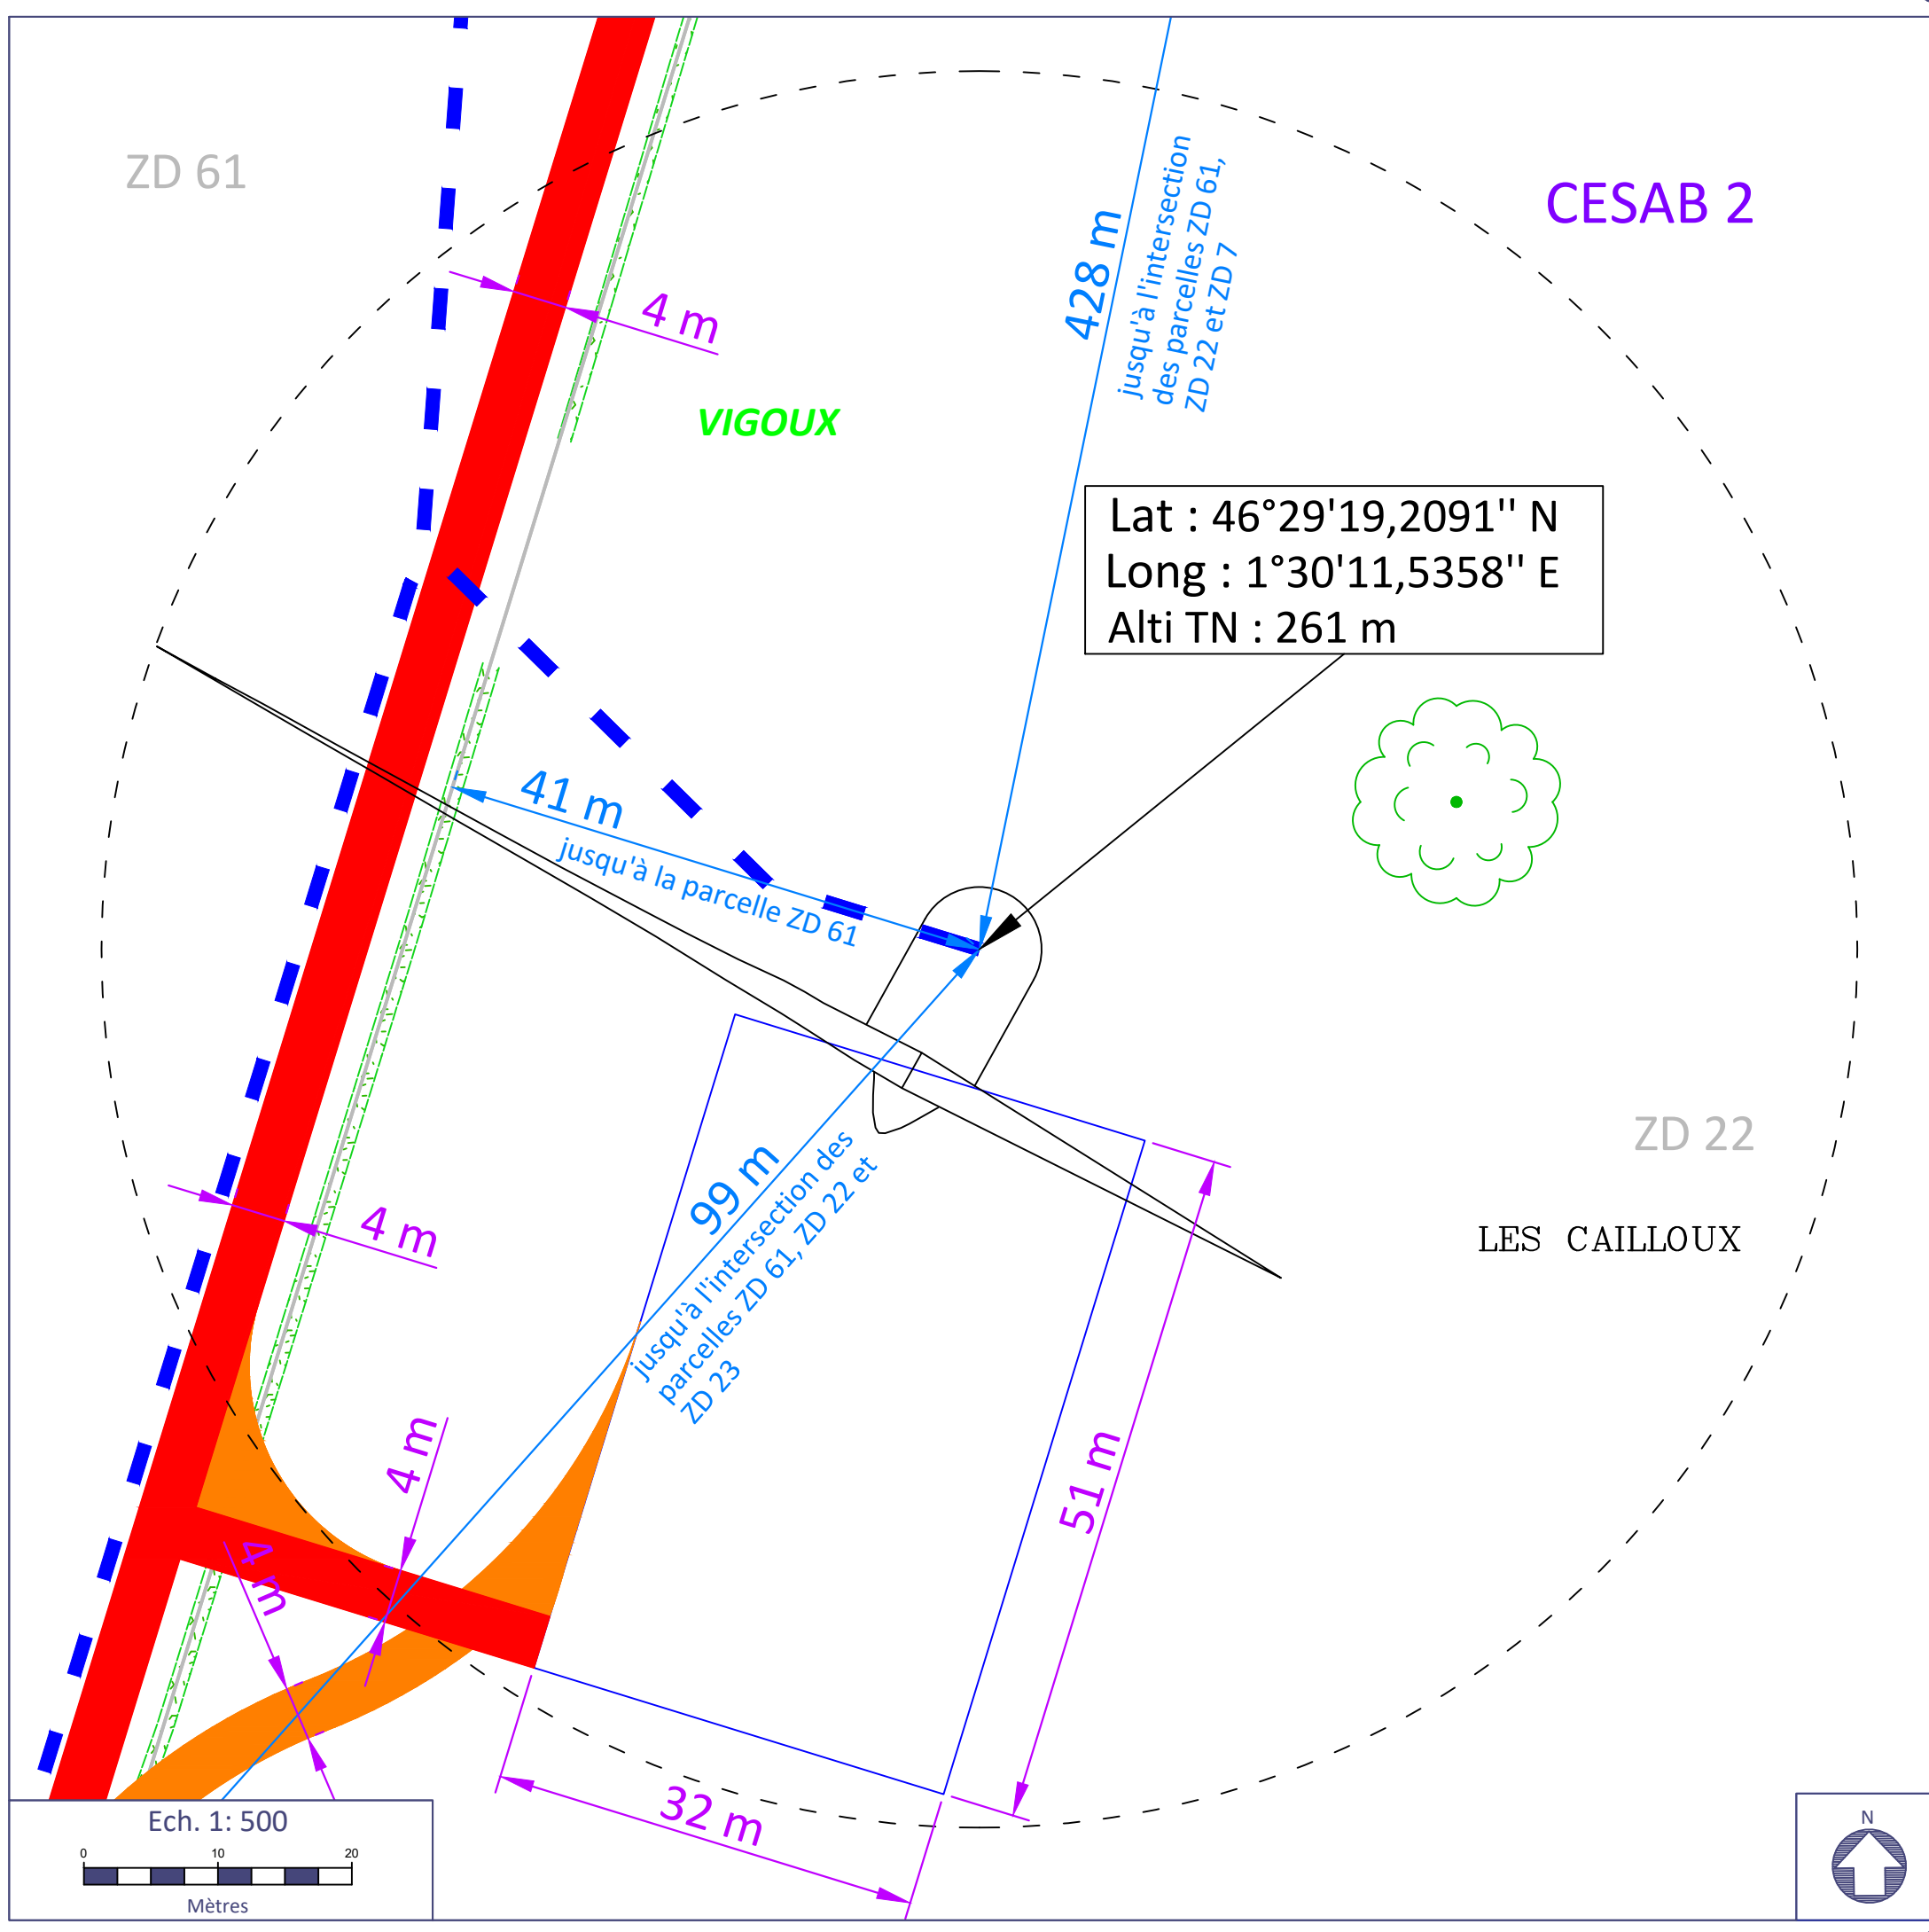 ZD 61
CESAB 2
428 m
jusqu'à l'intersection
des parcelles ZD 61,
ZD 22 et ZD 7
4 m
VIGOUX
Lat : 46°29'19,2091'' N
Long : 1°30'11,5358'' E
Alti TN : 261 m
41 m
jusqu'à la parcelle ZD 61
ZD 22
99 m
jusqu'à l'intersection des
parcelles ZD 61, ZD 22 et
ZD 23
4 m
LES CAILLOUX
4 m
4 m
51 m
32 m
Ech. 1: 500
0 10 20
Mètres
N